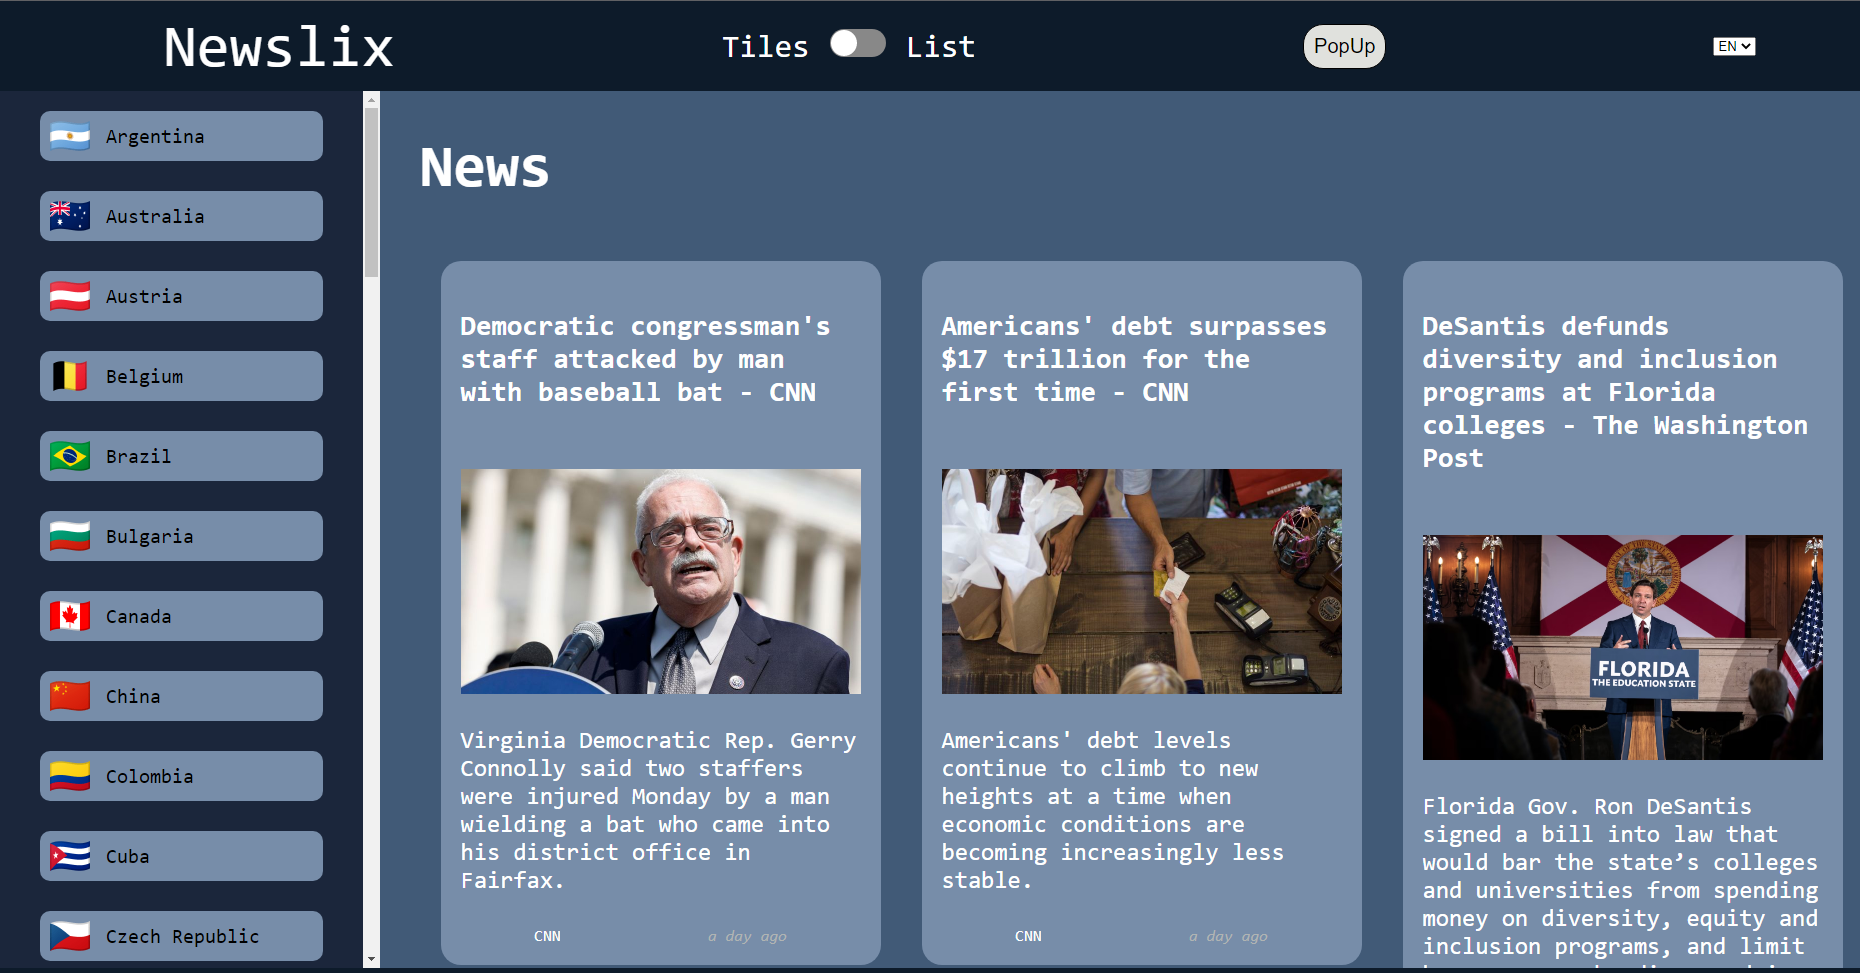 Newslix
Tiles
List
PopUp
EN
Argentina
Australia
Austria
Belgium
Brazil
Bulgaria
Canada
China
Colombia
Cuba
Czech Republic
News
Democratic congressman's
staff attacked by man
with baseball bat - CNN
Virginia Democratic Rep. Gerry
Connolly said two staffers
were injured Monday by a man
wielding a bat who came into
his district office in
Fairfax.
CNN
a day ago
Americans' debt surpasses
$17 trillion for the
first time - CNN
Americans' debt levels
continue to climb to new
heights at a time when
economic conditions are
becoming increasingly less
stable.
CNN
a day ago
DeSantis defunds
diversity and inclusion
programs at Florida
colleges - The Washington
Post
FLORIDA
THE EDUCATION STATE
Florida Gov. Ron DeSantis
signed a bill into law that
would bar the state’s colleges
and universities from spending
money on diversity, equity and
inclusion programs, and limit